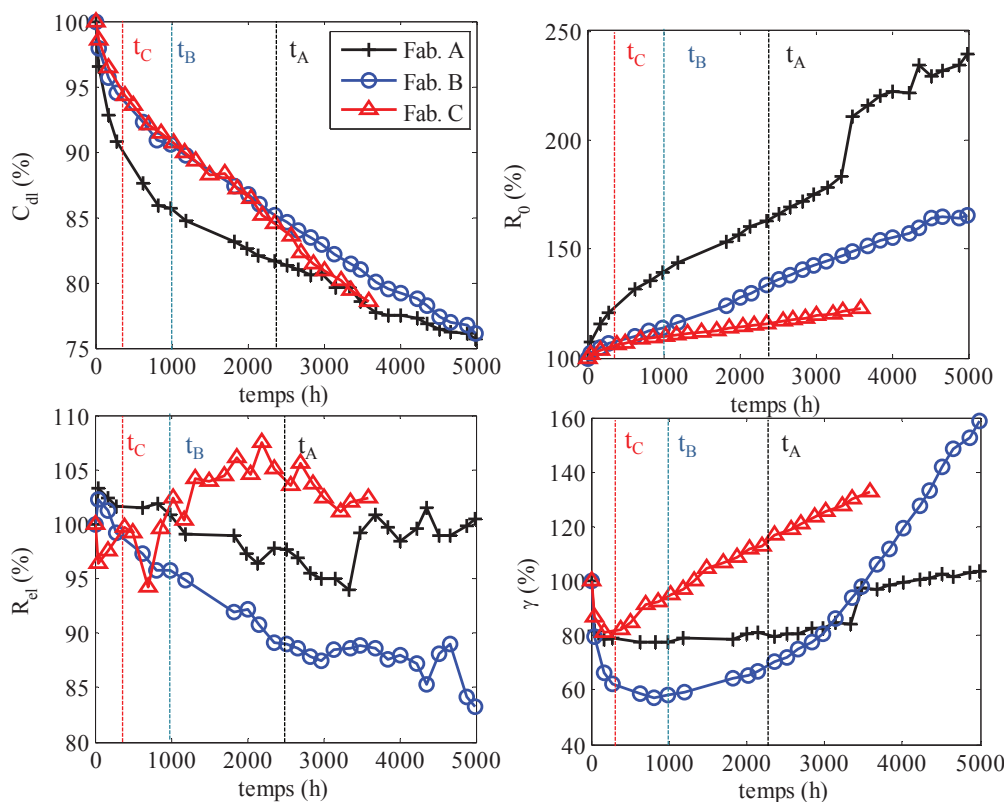 100
95
90
85
80
75
C_dl (%)
t_C
t_B
t_A
Fab. A
Fab. B
Fab. C
0 1000 2000 3000 4000 5000
temps (h)
250
200
150
100
R_0 (%)
t_C
t_B
t_A
0 1000 2000 3000 4000 5000
temps (h)
110
105
100
95
90
85
80
R_el (%)
t_C
t_B
t_A
0 1000 2000 3000 4000 5000
temps (h)
160
140
120
100
80
60
40
γ (%)
t_C
t_B
t_A
0 1000 2000 3000 4000 5000
temps (h)